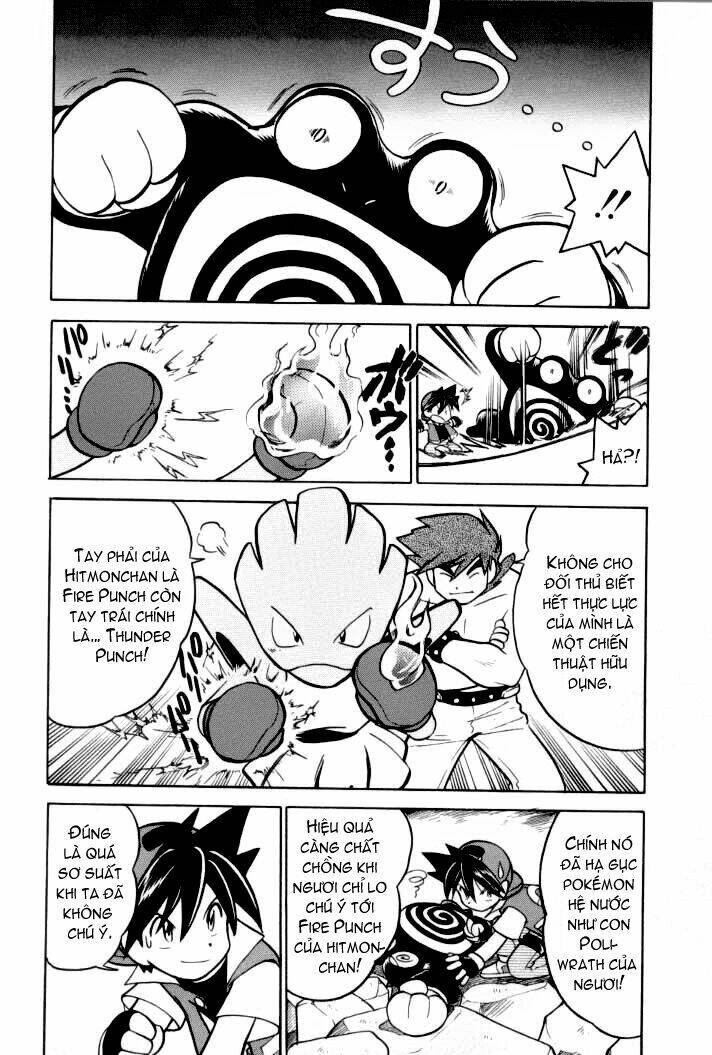 すう
!!
HẢ?!
ボウ
KHÔNG CHO
ĐỐI THỦ BIẾT
HẾT THỰC LỰC
CỦA MÌNH LÀ
MỘT CHIẾN
THUẬT HỮU
DỤNG.
TAY PHẢI CỦA
HITMONCHAN LÀ
FIRE PUNCH CÒN
TAY TRÁI CHÍNH
LÀ... THUNDER
PUNCH!
CHÍNH NÓ
ĐÃ HẠ GỤC
POKÉMON
HỆ NƯỚC
NHƯ CON
POLI-
WRATH CỦA
NGƯƠI!
HIỆU QUẢ
CÀNG CHẤT
CHỒNG KHI
NGƯƠI CHỈ LO
CHÚ Ý TỚI
FIRE PUNCH
CỦA HITMON-
CHAN!
ĐÚNG
LÀ QUÁ
SƠ SUẤT
KHI TA ĐÃ
KHÔNG
CHÚ Ý.